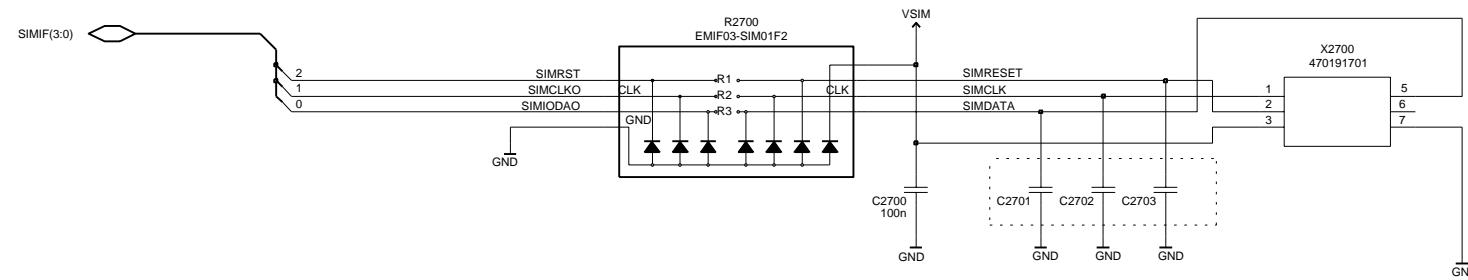 VSIM
SIMIF(3:0)
R2700
EMIF03-SIM01F2
X2700
470191701
2
SIMRST
R1
SIMRESET
1
SIMCLKO
CLK
R2
CLK
SIMCLK
1
5
0
SIMIODAO
R3
SIMDATA
2
6
GND
3
7
GND
C2700
100n
C2701
C2702
C2703
GND
GND
GND
GND